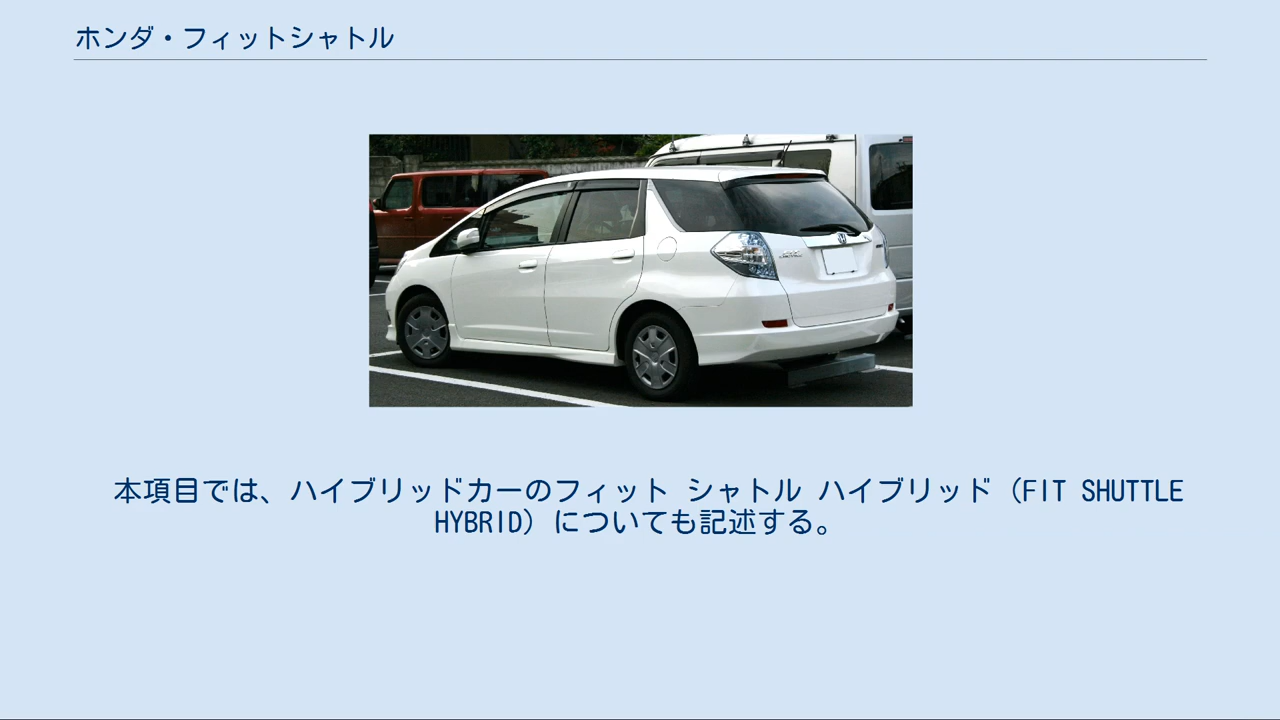 ホンダ・フィットシャトル
本項目では、ハイブリッドカーのフィット シャトル ハイブリッド（FIT SHUTTLE
HYBRID）についても記述する。